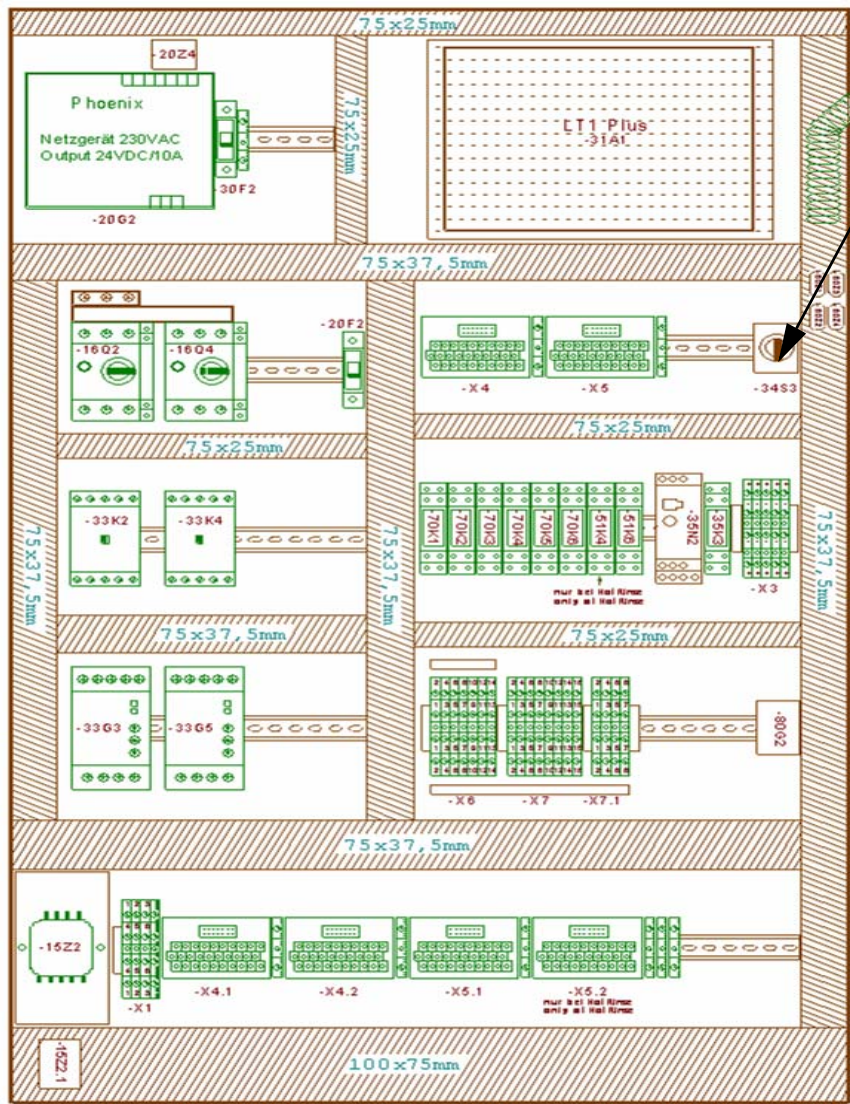 75x25mm
-20Z4
Phoenix
Netzgerät 230VAC
Output 24VDC/10A
-30F2
-20G2
75x25mm
LT1 Plus
-31A1
75x37,5mm
-16Q2
-16Q4
-20F2
-X4
-X5
-34S3
75x25mm
75x25mm
-33K2
-33K4
-70K1
-70K2
-70K3
-70K4
-70K5
-70K6
-51K4
-51K6
-35N2
-35K3
-X3
nur bei Hot Rinse
only at Hot Rinse
75x37,5mm
75x37,5mm
75x37,5mm
75x37,5mm
75x25mm
-33G3
-33G5
-X6
-X7
-X7.1
-80G2
75x37,5mm
-15Z2
-X1
-X4.1
-X4.2
-X5.1
-X5.2
nur bei Hot Rinse
only at Hot Rinse
-15Z2.1
100x75mm